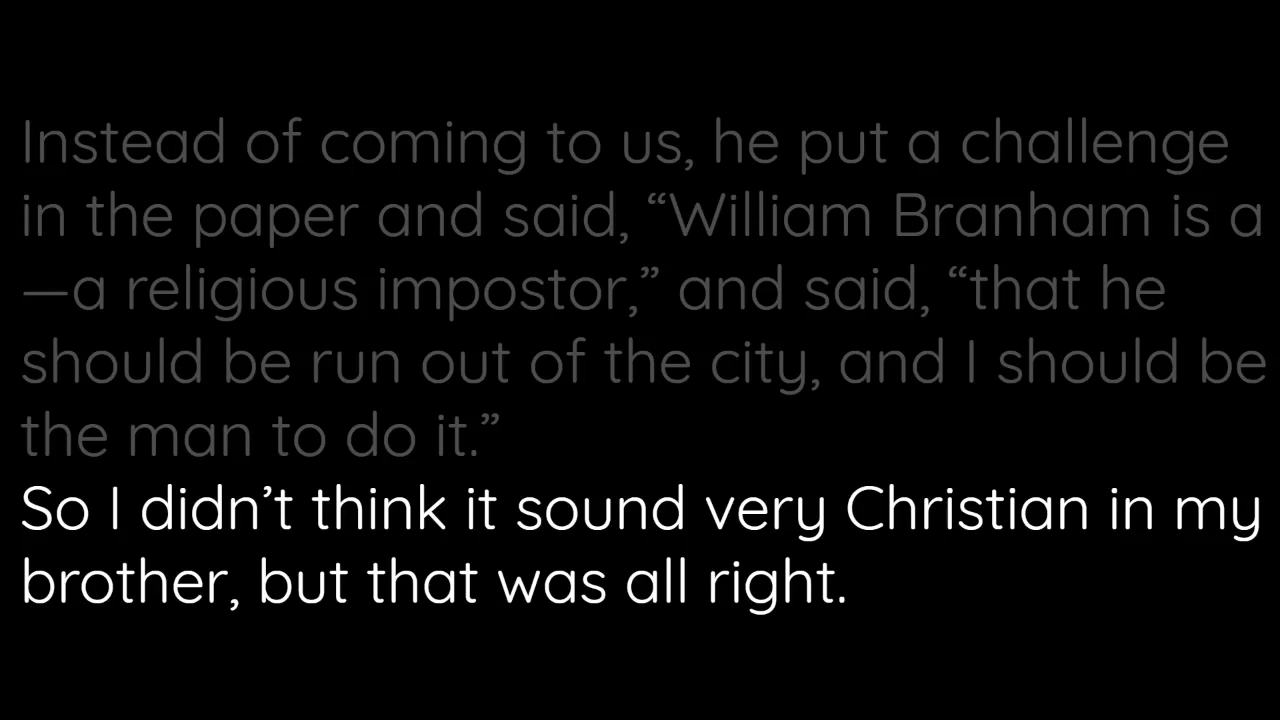 Instead of coming to us, he put a challenge
in the paper and said, “William Branham is a
—a religious impostor,” and said, “that he
should be run out of the city, and I should be
the man to do it.”
So I didn’t think it sound very Christian in my
brother, but that was all right.